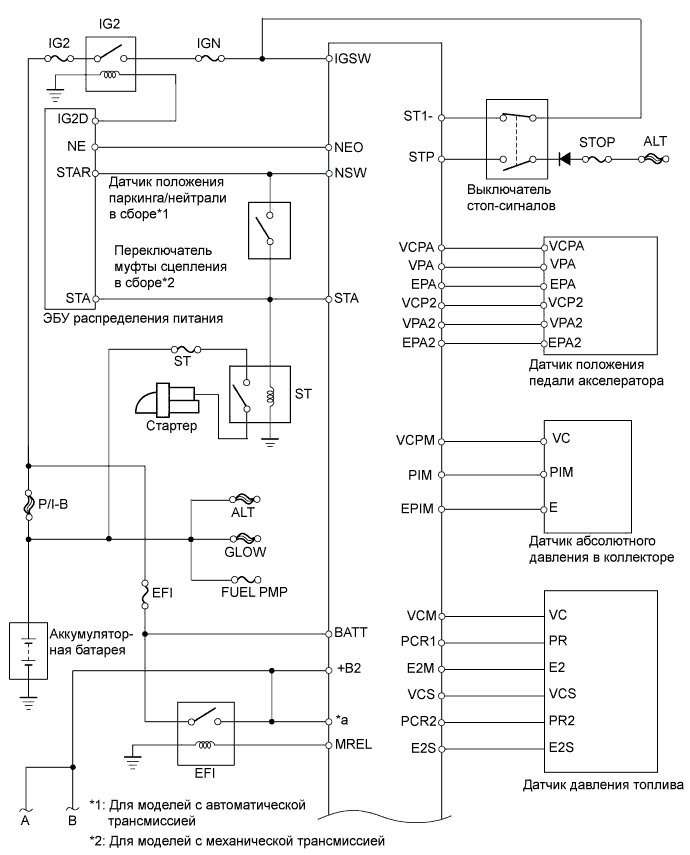 IG2
IG2
IGN
IGSW
IG2D
NE
NEO
STAR
NSW
Датчик положения
паркинга/нейтрали
в сборе*1
Переключатель
муфты сцепления
в сборе*2
STA
STA
ЭБУ распределения питания
ST
ST
Стартер
P/I-B
ALT
GLOW
FUEL PMP
EFI
Аккумулятор-
ная батарея
BATT
+B2
*a
MREL
EFI
A
B
*1: Для моделей с автоматической
трансмиссией
*2: Для моделей с механической трансмиссией
ST1-
STP
STOP
ALT
Выключатель
стоп-сигналов
VCPA
VCPA
VPA
VPA
EPA
EPA
VCP2
VCP2
VPA2
VPA2
EPA2
EPA2
Датчик положения
педали акселератора
VCPM
VC
PIM
PIM
EPIM
E
Датчик абсолютного
давления в коллекторе
VCM
VC
PCR1
PR
E2M
E2
VCS
VCS
PCR2
PR2
E2S
E2S
Датчик давления топлива